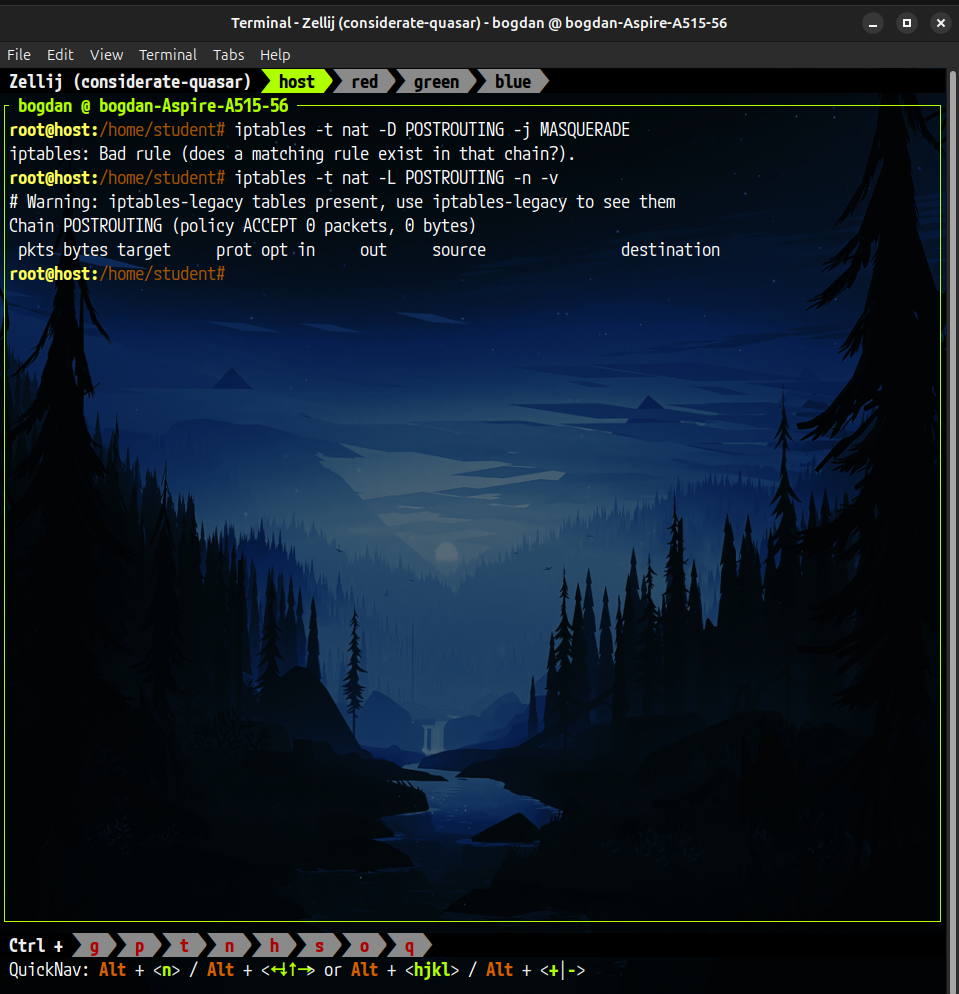 Terminal - Zellij (considerate-quasar) - bogdan @ bogdan-Aspire-A515-56
File Edit View Terminal Tabs Help
Zellij (considerate-quasar) host red green blue
bogdan @ bogdan-Aspire-A515-56
root@host:/home/student# iptables -t nat -D POSTROUTING -j MASQUERADE
iptables: Bad rule (does a matching rule exist in that chain?).
root@host:/home/student# iptables -t nat -L POSTROUTING -n -v
# Warning: iptables-legacy tables present, use iptables-legacy to see them
Chain POSTROUTING (policy ACCEPT 0 packets, 0 bytes)
pkts bytes target prot opt in out source destination
root@host:/home/student#
Ctrl + g p t n h s o q
QuickNav: Alt + <n> / Alt + <←↓↑→> or Alt + <hjkl> / Alt + <+|->